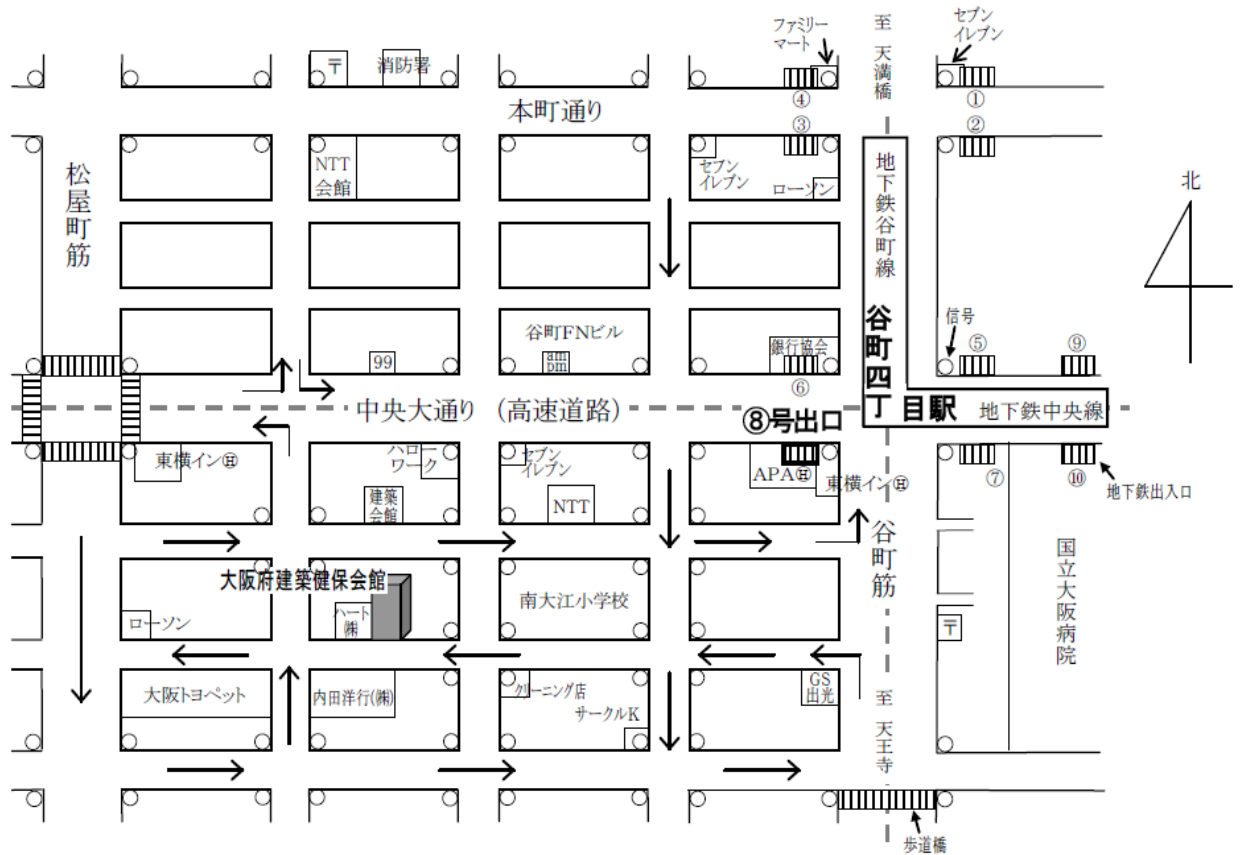 ファミリー
マート
至 天満橋
セブン
イレブン
〒
消防署
④
①
本町通り
③
②
松屋町筋
NTT
会館
セブン
イレブン
ローソン
地下鉄谷町線
北
谷町FNビル
銀行協会
99
am
pm
信号
⑤
⑨
⑥
谷町四丁目駅
地下鉄中央線
中央大通り (高速道路)
⑧号出口
東横イン㊐
ハロー
ワーク
セブン
イレブン
APA㊐
東横イン㊐
⑦
⑩
地下鉄出入口
建築
会館
NTT
谷町筋
国立大阪病院
大阪府建築健保会館
ハート
㈱
南大江小学校
ローソン
〒
大阪トヨペット
内田洋行(㈱)
クリーニング店
サークルK
GS
出光
至 天王寺
歩道橋